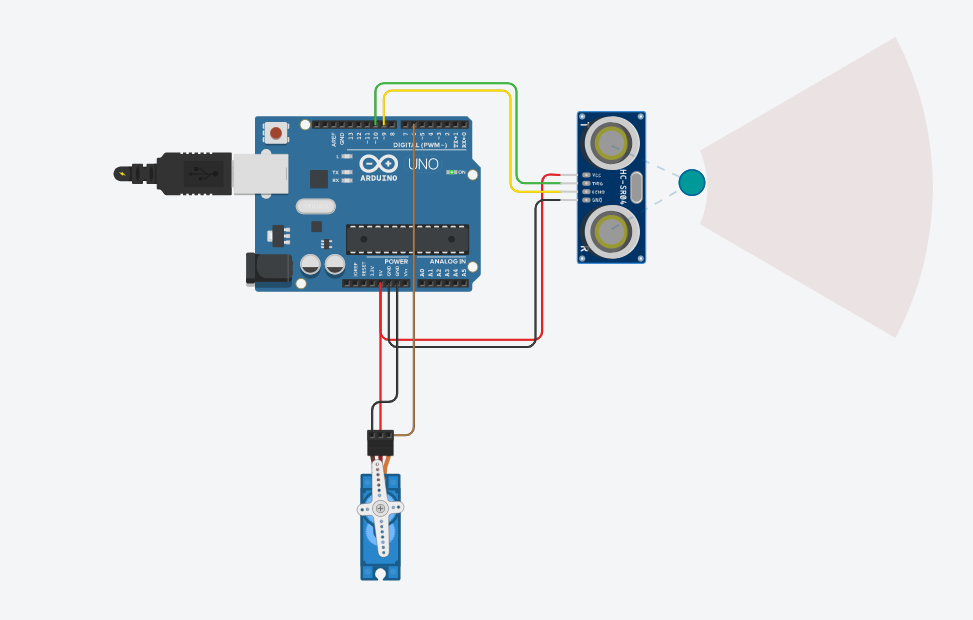 AREF
GND
13
12
~11
~10
~9
8
7
~6
~5
4
~3
2
TX→1
RX←0
DIGITAL (PWM~)
L
TX
RX
UNO
ARDUINO
ON
HC-SR04
VCC
TRIG
ECHO
GND
T
R
POWER
ANALOG IN
IOREF
RESET
3.3V
5V
GND
GND
Vin
A0
A1
A2
A3
A4
A5